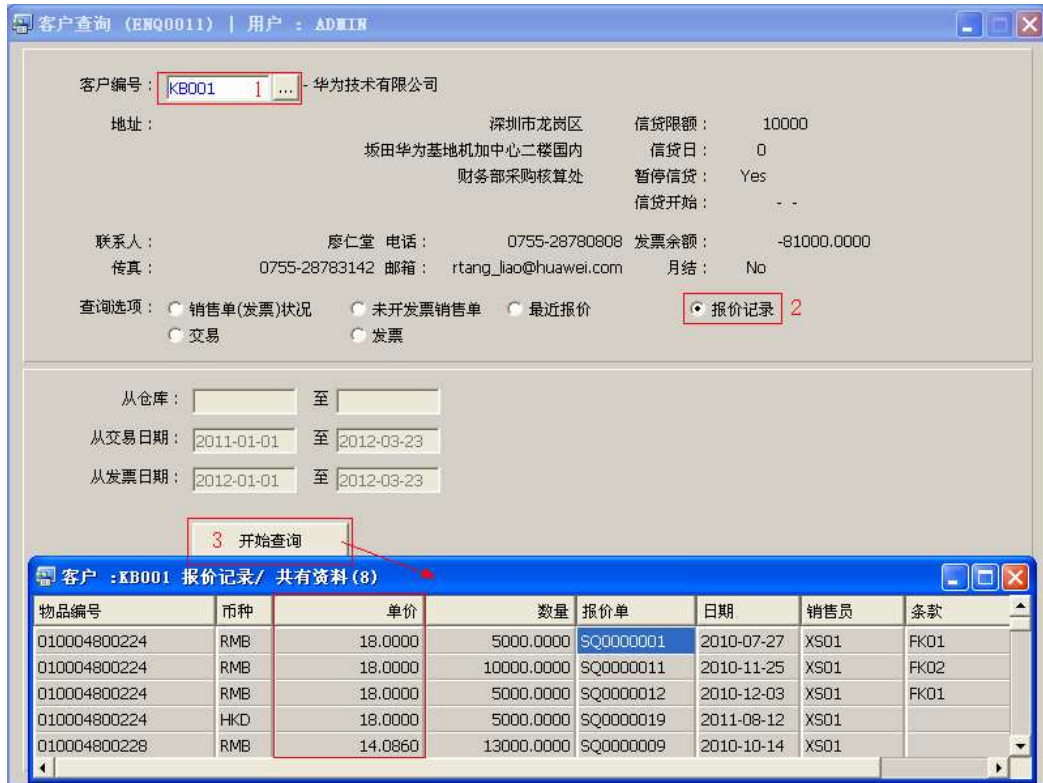 客户查询 (ENQ0011) | 用户 : ADMIN
客户编号： KB001 1 ... - 华为技术有限公司
地址： 深圳市龙岗区 信贷限额： 10000
坂田华为基地机加中心二楼国内 信贷日： 0
财务部采购核算处 暂停信贷： Yes
信贷开始： - -
联系人： 廖仁堂 电话： 0755-28780808 发票余额： -81000.0000
传真： 0755-28783142 邮箱： rtang_liao@huawei.com 月结： No
查询选项： 销售单(发票)状况 未开发票销售单 最近报价 报价记录 2
交易 发票
从仓库： 至
从交易日期： 2011-01-01 至 2012-03-23
从发票日期： 2012-01-01 至 2012-03-23
3 开始查询
客户 :KB001 报价记录/ 共有资料(8)
物品编号 币种 单价 数量 报价单 日期 销售员 条款
010004800224 RMB 18.0000 5000.0000 SQ0000001 2010-07-27 XS01 FK01
010004800224 RMB 18.0000 10000.0000 SQ0000011 2010-11-25 XS01 FK02
010004800224 RMB 18.0000 5000.0000 SQ0000012 2010-12-03 XS01 FK01
010004800224 HKD 18.0000 5000.0000 SQ0000019 2011-08-12 XS01
010004800228 RMB 14.0860 13000.0000 SQ0000009 2010-10-14 XS01